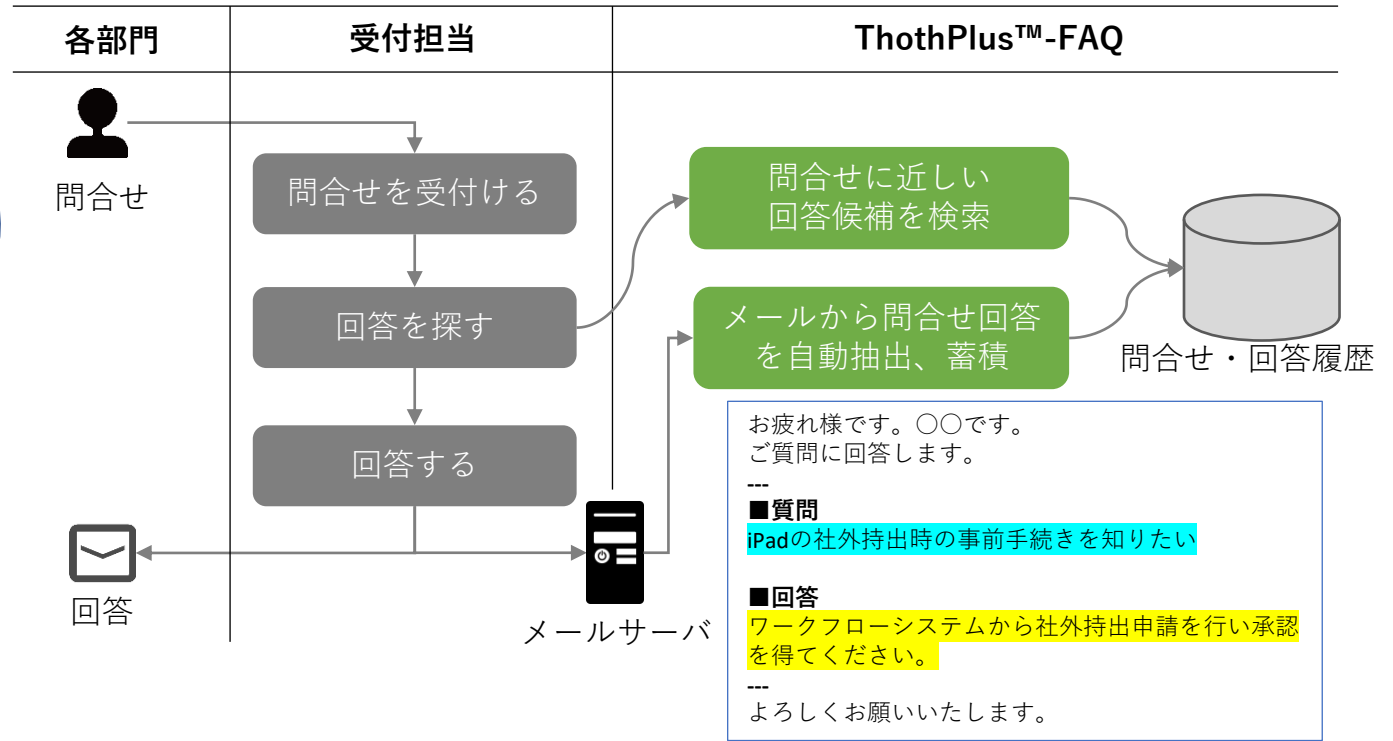 各部門
受付担当
ThothPlus™-FAQ
問合せ
問合せを受付ける
問合せに近しい
回答候補を検索
回答を探す
メールから問合せ回答
を自動抽出、蓄積
問合せ・回答履歴
回答する
回答
メールサーバ
お疲れ様です。〇〇です。
ご質問に回答します。
---
■質問
iPadの社外持出時の事前手続きを知りたい
■回答
ワークフローシステムから社外持出申請を行い承認
を得てください。
---
よろしくお願いいたします。